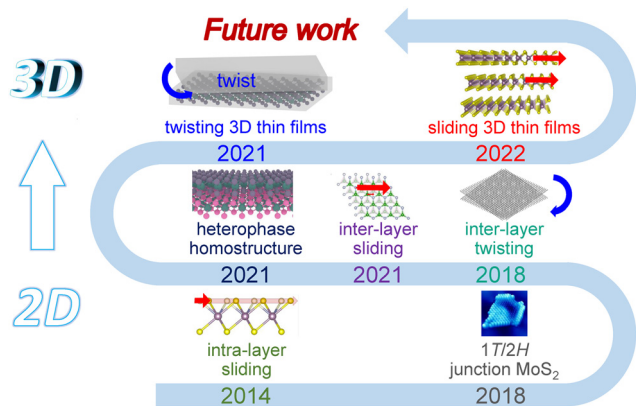 Future work
3D
twist
twisting 3D thin films
2021
sliding 3D thin films
2022
heterophase
homostructure
2021
inter-layer
sliding
2021
inter-layer
twisting
2018
2D
intra-layer
sliding
2014
1T/2H
junction MoS₂
2018